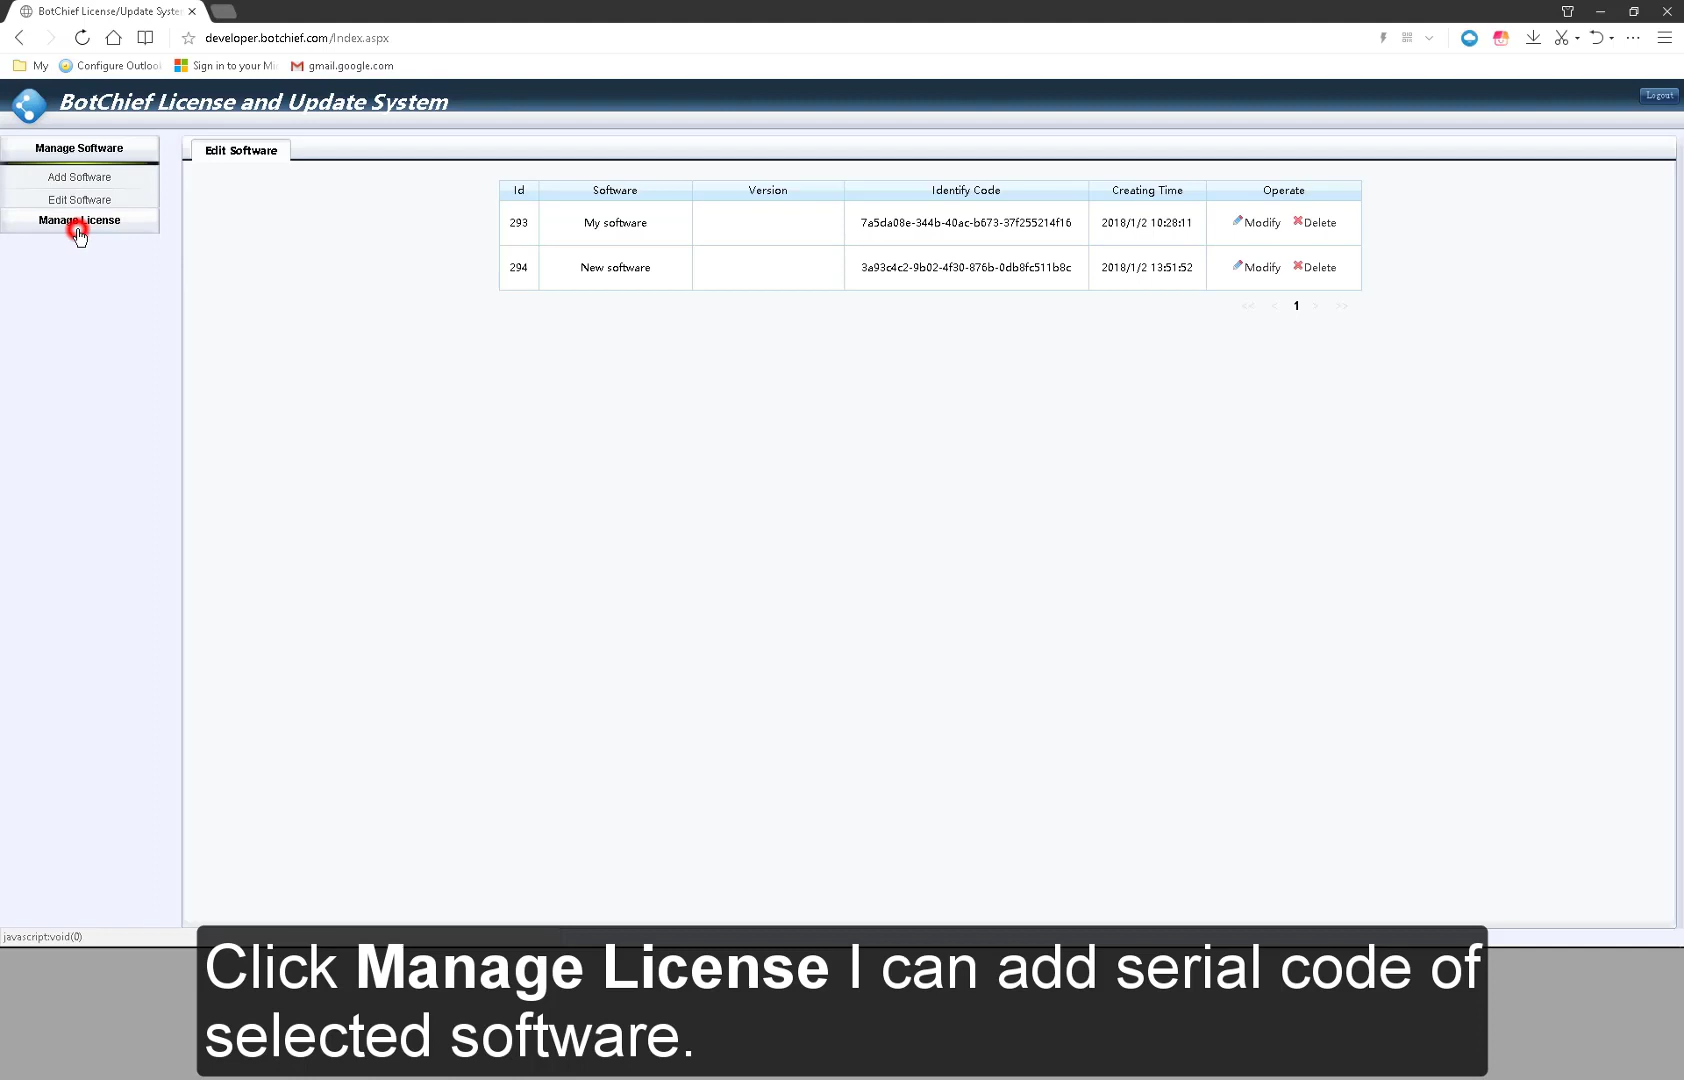 BotChief License/Update Syste
developer.botchief.com/Index.aspx
My Configure Outloo Sign in to your Mi gmail.google.com
BotChief License and Update System
Logout
Manage Software
Add Software
Edit Software
Manage License
Edit Software
Id Software Version Identify Code Creating Time Operate
293 My software 7a5da08e-344b-40ac-b673-37f255214f16 2018/1/2 10:28:11 Modify Delete
294 New software 3a93c4c2-9b02-4f30-876b-0db8fc511b8c 2018/1/2 13:51:52 Modify Delete
<< < 1 > >>
javascript:void(0)
Click Manage License I can add serial code of
selected software.